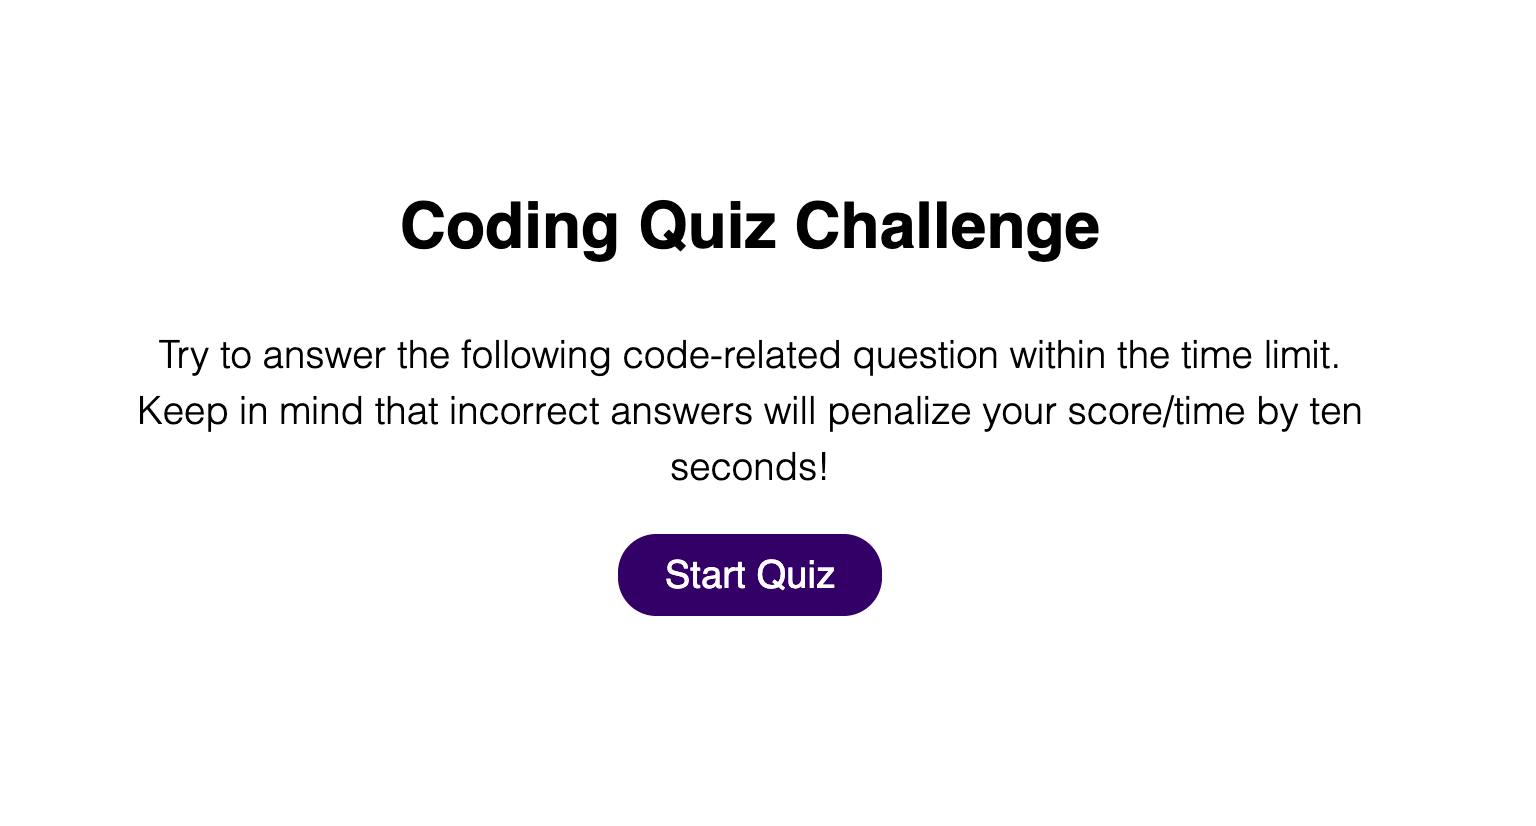 Coding Quiz Challenge
Try to answer the following code-related question within the time limit.
Keep in mind that incorrect answers will penalize your score/time by ten
seconds!
Start Quiz